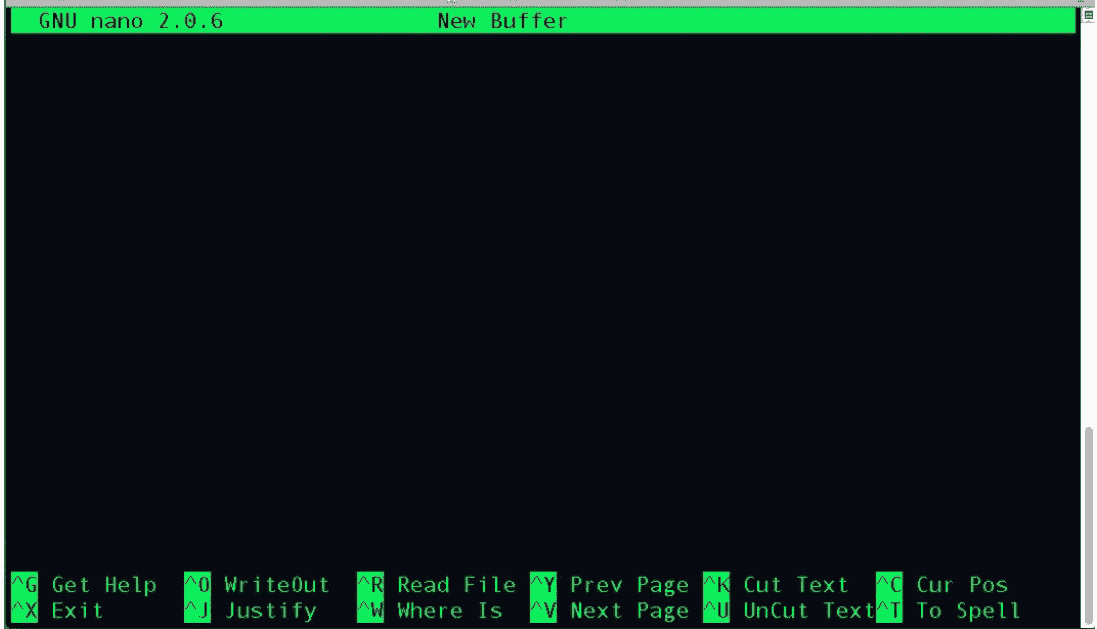 GNU nano 2.0.6 New Buffer
^G Get Help ^O WriteOut ^R Read File ^Y Prev Page ^K Cut Text ^C Cur Pos
^X Exit ^J Justify ^W Where Is ^V Next Page ^U UnCut Text ^T To Spell